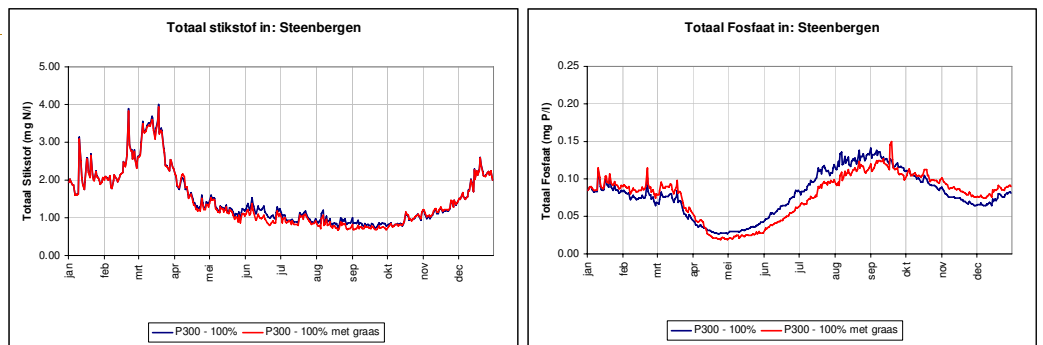 Totaal stikstof in: Steenbergen
5.00
4.00
3.00
2.00
1.00
0.00
Totaal Stikstof (mg N/l)
jan feb mrt apr mei jun jul aug sep okt nov dec
P300 - 100% P300 - 100% met graas
Totaal Fosfaat in: Steenbergen
0.25
0.20
0.15
0.10
0.05
0.00
Totaal Fosfaat (mg P/l)
jan feb mrt apr mei jun jul aug sep okt nov dec
P300 - 100% P300 - 100% met graas